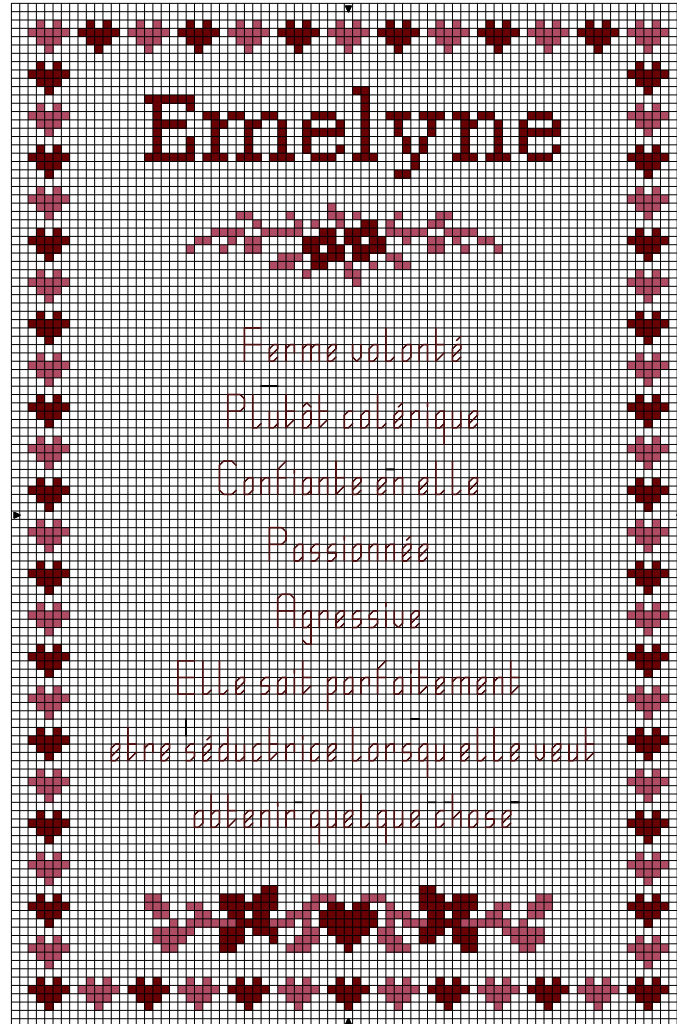 Emelyne
Ferme volonté
Plutôt colérique
Confiante en elle
Passionnée
Agressive
Elle sait parfaitement
etre séductrice lorsqu elle veut
obtenir quelque chose